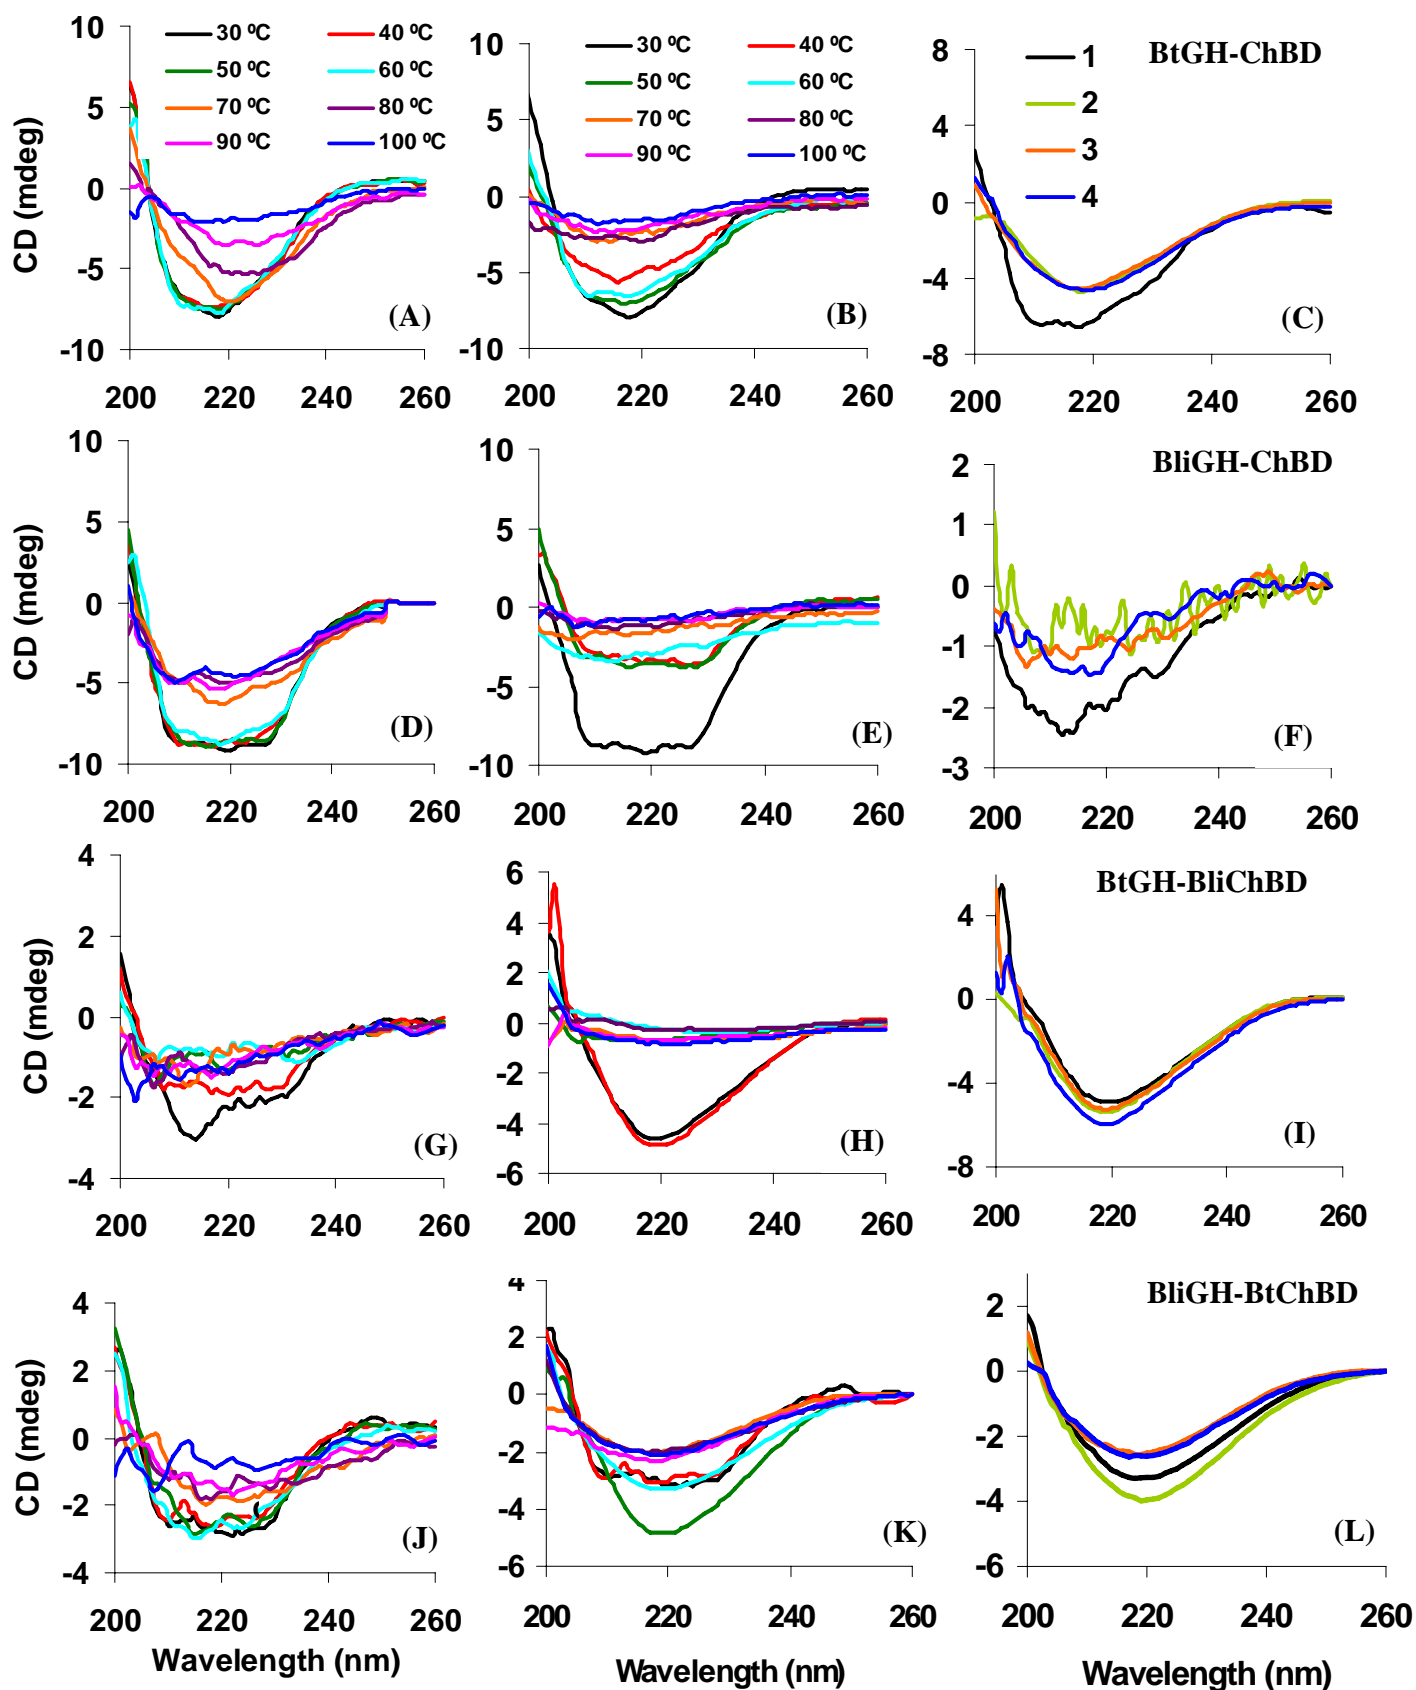 30 ºC 40 ºC
50 ºC 60 ºC
70 ºC 80 ºC
90 ºC 100 ºC
10
5
0
-5
-10
CD (mdeg)
(A)
200 220 240 260
30 ºC 40 ºC
50 ºC 60 ºC
70 ºC 80 ºC
90 ºC 100 ºC
10
5
0
-5
-10
(B)
200 220 240 260
BtGH-ChBD
1
2
3
4
8
4
0
-4
-8
(C)
200 220 240 260
10
5
0
-5
-10
CD (mdeg)
(D)
200 220 240 260
10
5
0
-5
-10
(E)
200 220 240 260
BliGH-ChBD
2
1
0
-1
-2
-3
(F)
200 220 240 260
4
2
0
-2
-4
CD (mdeg)
(G)
200 220 240 260
6
4
2
0
-2
-4
-6
(H)
200 220 240 260
BtGH-BliChBD
4
0
-4
-8
(I)
200 220 240 260
4
2
0
-2
-4
CD (mdeg)
(J)
200 220 240 260
Wavelength (nm)
4
2
0
-2
-4
-6
(K)
200 220 240 260
Wavelength (nm)
BliGH-BtChBD
2
0
-2
-4
-6
(L)
200 220 240 260
Wavelength (nm)